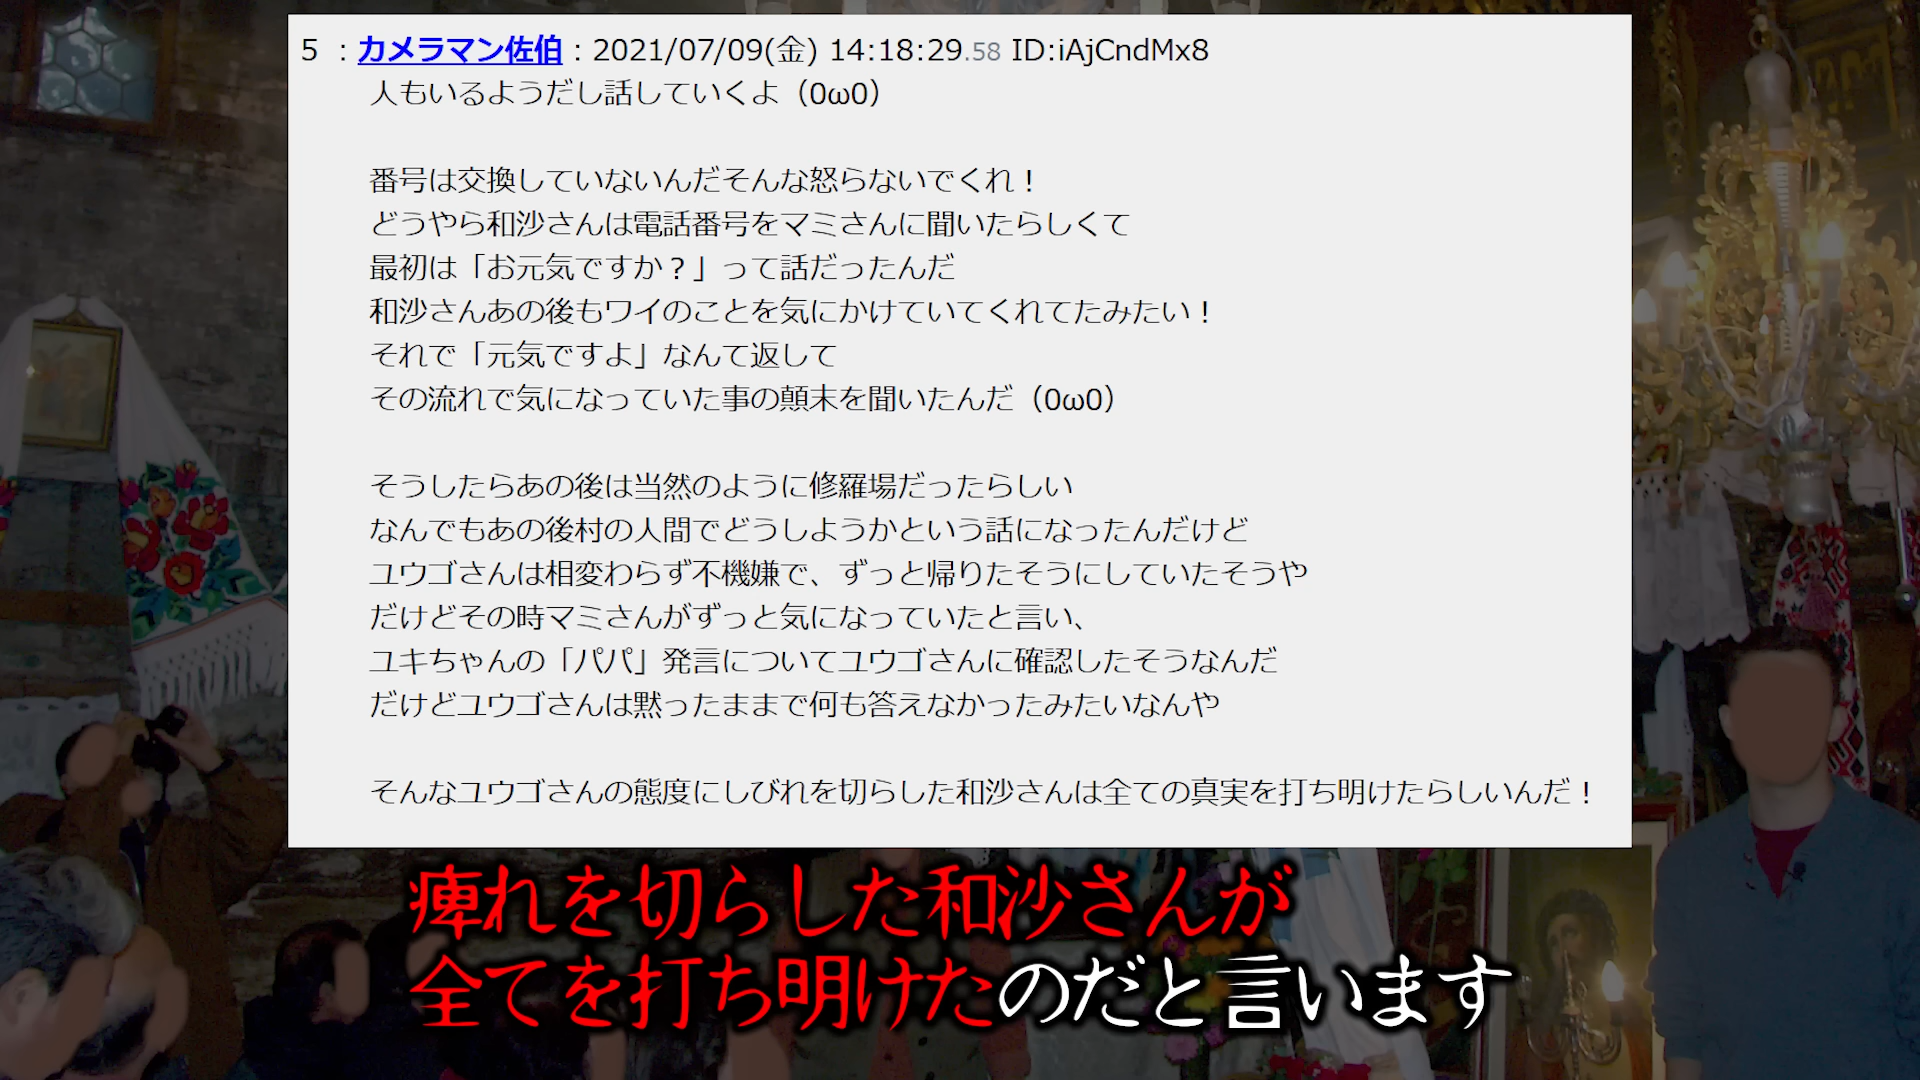 5 ：カメラマン佐伯：2021/07/09(金) 14:18:29.58 ID:iAjCndMx8
人もいるようだし話していくよ（0ω0）
番号は交換していないんだそんな怒らないでくれ！
どうやら和沙さんは電話番号をマミさんに聞いたらしくて
最初は「お元気ですか？」って話だったんだ
和沙さんあの後もワイのことを気にかけていてくれてたみたい！
それで「元気ですよ」なんて返して
その流れで気になっていた事の顛末を聞いたんだ（0ω0）
そうしたらあの後は当然のように修羅場だったらしい
なんでもあの後村の人間でどうしようかという話になったんだけど
ユウゴさんは相変わらず不機嫌で、ずっと帰りたそうにしていたそうや
だけどその時マミさんがずっと気になっていたと言い、
ユキちゃんの「パパ」発言についてユウゴさんに確認したそうなんだ
だけどユウゴさんは黙ったままで何も答えなかったみたいなんや
そんなユウゴさんの態度にしびれを切らした和沙さんは全ての真実を打ち明けたらしいんだ！
痺れを切らした和沙さんが
全てを打ち明けたのだと言います